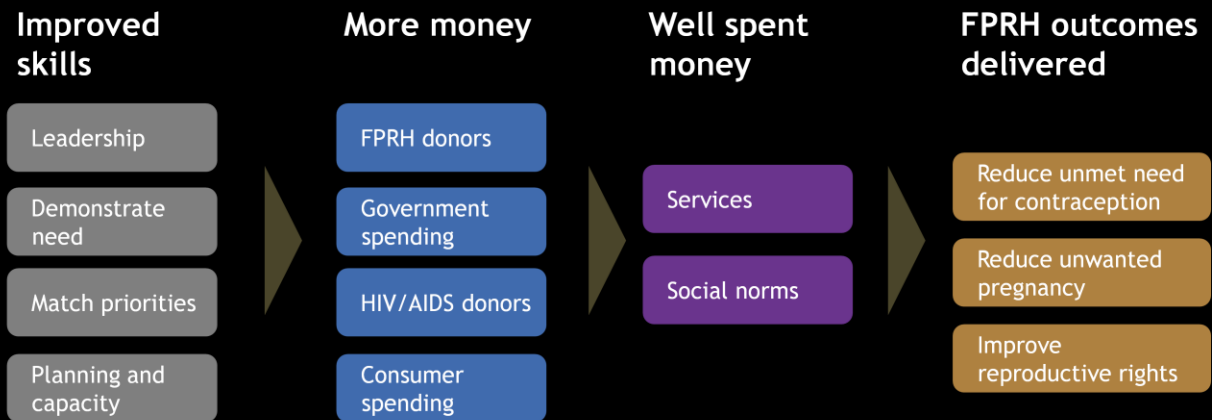 Improved
skills
Leadership
Demonstrate
need
Match priorities
Planning and
capacity
More money
FPRH donors
Government
spending
HIV/AIDS donors
Consumer
spending
Well spent
money
Services
Social norms
FPRH outcomes
delivered
Reduce unmet need
for contraception
Reduce unwanted
pregnancy
Improve
reproductive rights